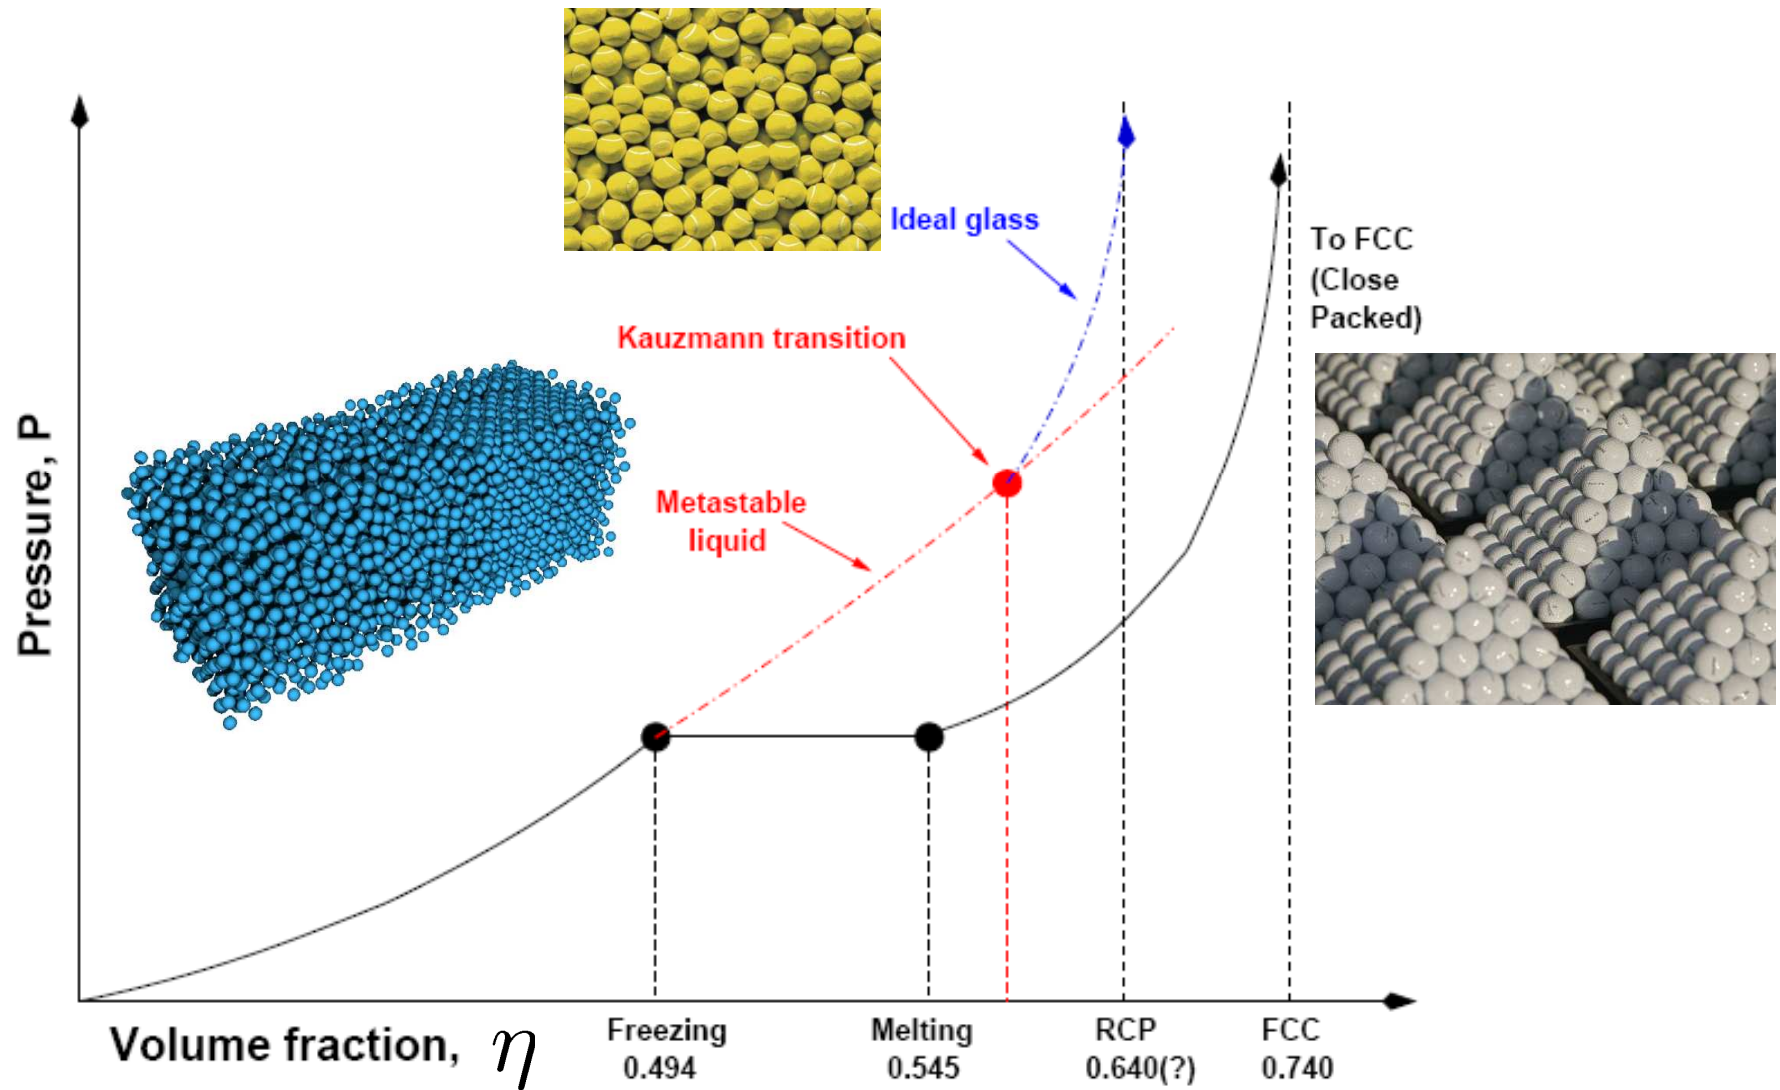 Ideal glass
To FCC
(Close
Packed)
Kauzmann transition
Metastable
liquid
Pressure, P
Volume fraction, η
Freezing
0.494
Melting
0.545
RCP
0.640(?)
FCC
0.740